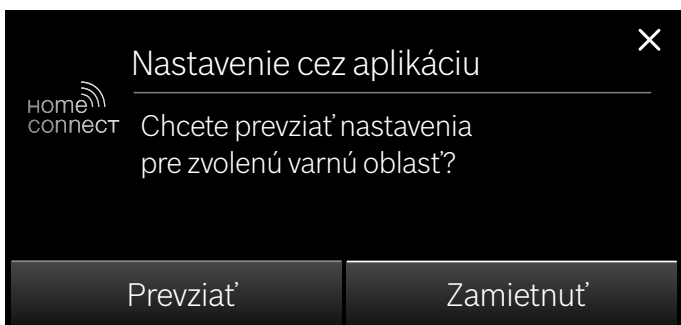 Nastavenie cez aplikáciu
HOME
CONNECT
Chcete prevziať nastavenia
pre zvolenú varnú oblasť?
Prevziať
Zamietnuť